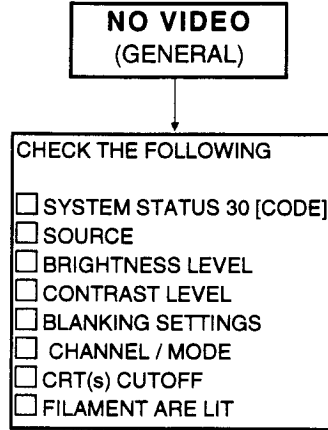 NO VIDEO
(GENERAL)
CHECK THE FOLLOWING
SYSTEM STATUS 30 [CODE]
SOURCE
BRIGHTNESS LEVEL
CONTRAST LEVEL
BLANKING SETTINGS
CHANNEL / MODE
CRT(s) CUTOFF
FILAMENT ARE LIT